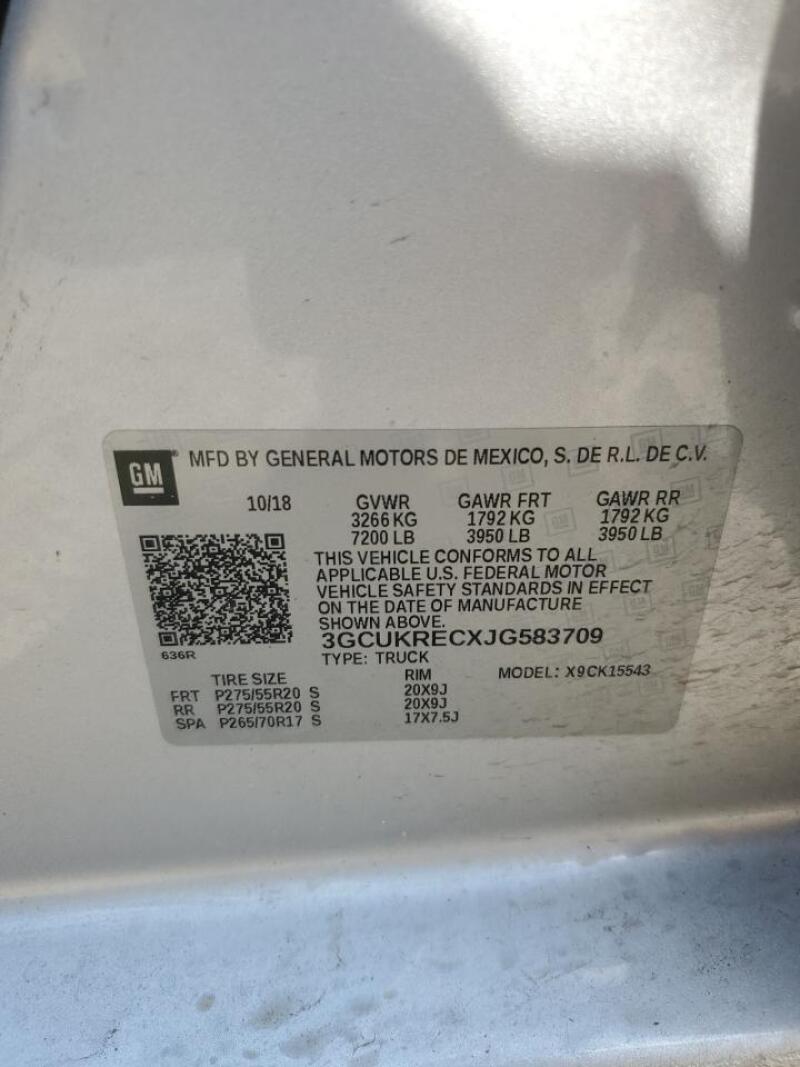 GM ® MFD BY GENERAL MOTORS DE MEXICO, S. DE R.L. DE C.V.
10/18 GVWR GAWR FRT GAWR RR
3266 KG 1792 KG 1792 KG
7200 LB 3950 LB 3950 LB
THIS VEHICLE CONFORMS TO ALL
APPLICABLE U.S. FEDERAL MOTOR
VEHICLE SAFETY STANDARDS IN EFFECT
ON THE DATE OF MANUFACTURE
SHOWN ABOVE.
3GCUKRECXJG583709
636R
TYPE: TRUCK
TIRE SIZE RIM MODEL: X9CK15543
FRT P275/55R20 S 20X9J
RR P275/55R20 S 20X9J
SPA P265/70R17 S 17X7.5J